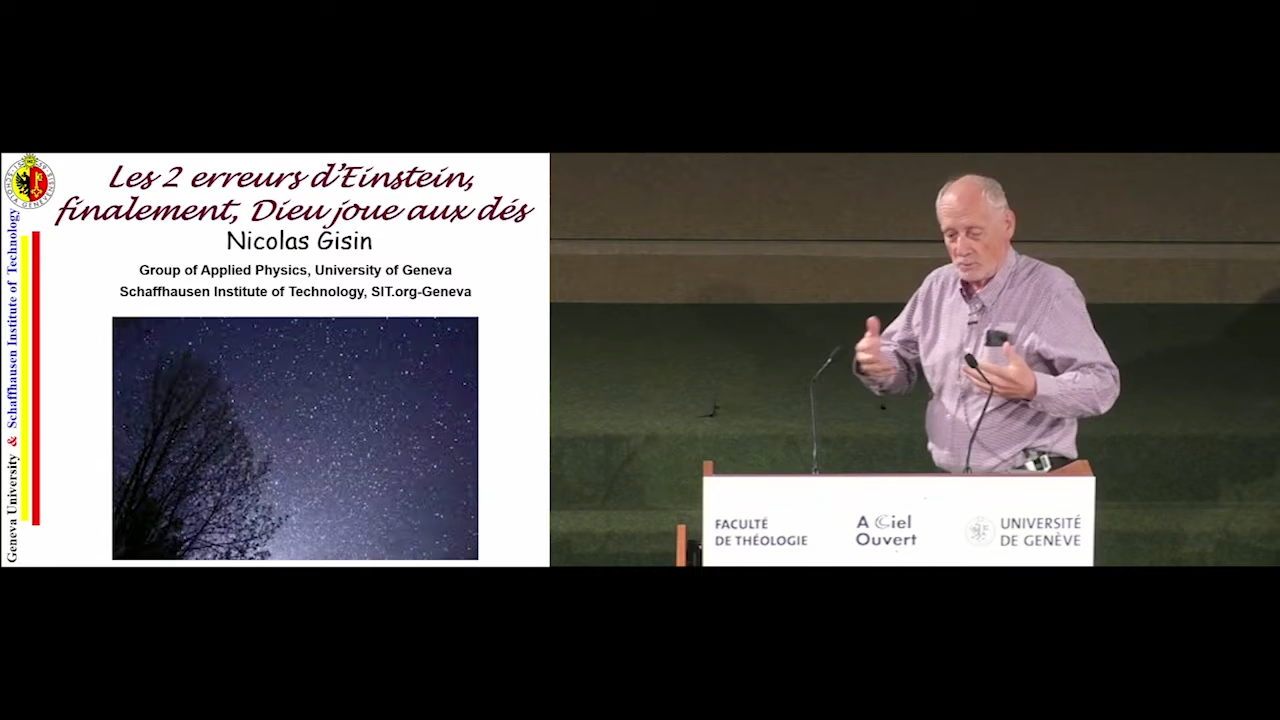 Les 2 erreurs d'Einstein,
finalement, Dieu joue aux dés
Nicolas Gisin
Group of Applied Physics, University of Geneva
Schaffhausen Institute of Technology, SIT.org-Geneva
Geneva University & Schaffhausen Institute of Technology
FACULTÉ
DE THÉOLOGIE
A Ciel
Ouvert
UNIVERSITÉ
DE GENÈVE